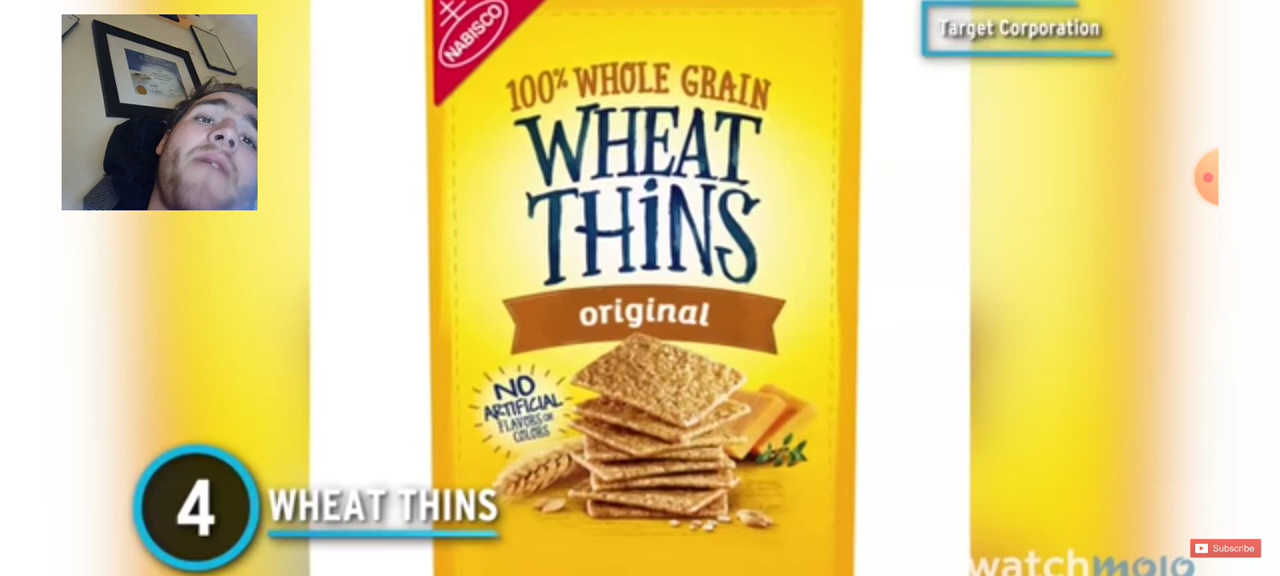 Target Corporation
NABISCO
100% WHOLE GRAIN
WHEAT
THiNS
original
NO
ARTIFICIAL
FLAVORS OR
COLORS
4 WHEAT THINS
Subscribe
watchmojo